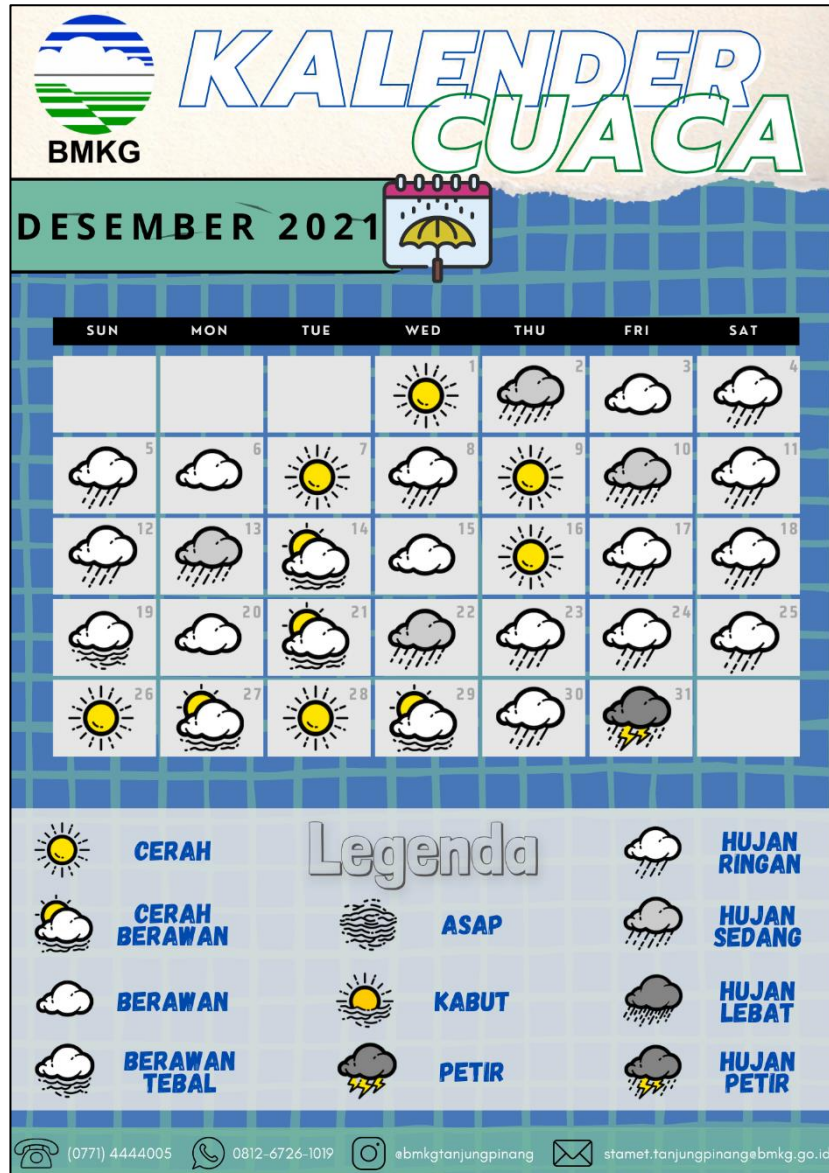 BMKG
KALENDER
CUACA
DESEMBER 2021
SUN MON TUE WED THU FRI SAT
1 2 3 4
5 6 7 8 9 10 11
12 13 14 15 16 17 18
19 20 21 22 23 24 25
26 27 28 29 30 31
Legenda
CERAH
CERAH
BERAWAN
BERAWAN
BERAWAN
TEBAL
ASAP
KABUT
PETIR
HUJAN
RINGAN
HUJAN
SEDANG
HUJAN
LEBAT
HUJAN
PETIR
(0771) 4444005 0812-6726-1019 @bmkgtanjungpinang stamet.tanjungpinang@bmkg.go.id